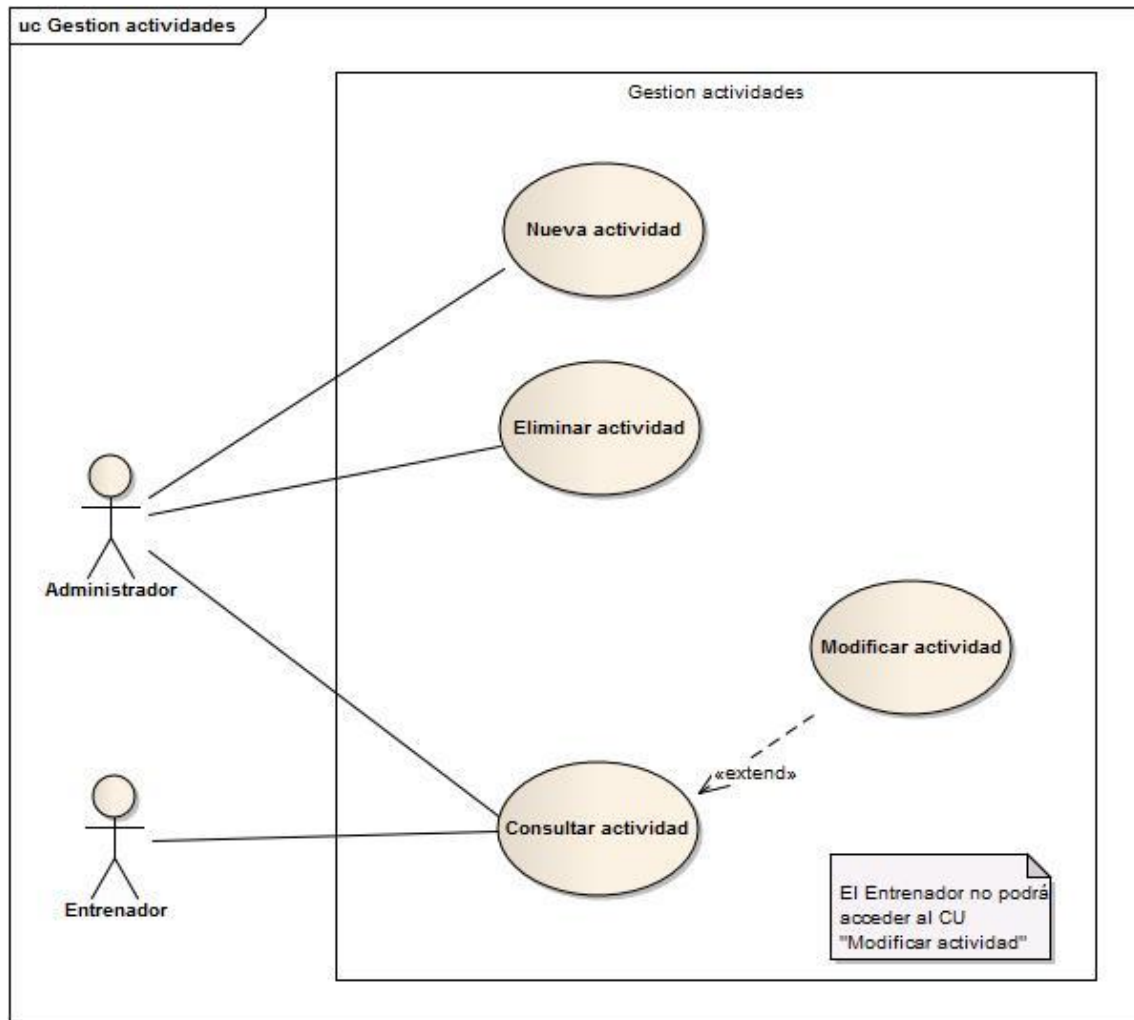 uc Gestion actividades
Gestion actividades
Nueva actividad
Eliminar actividad
Administrador
Modificar actividad
«extend»
Consultar actividad
Entrenador
El Entrenador no podrá
acceder al CU
"Modificar actividad"